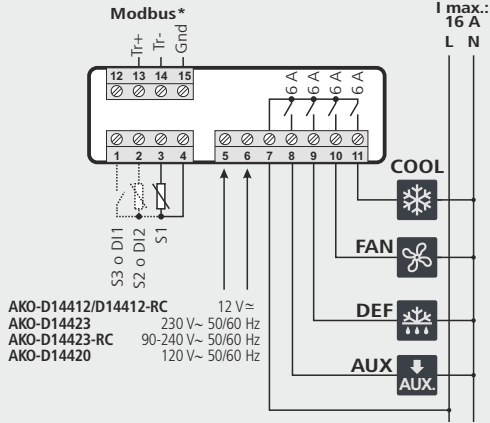 I max.:
16 A
L N
Modbus*
Tr+
Tr-
Gnd
12 13 14 15
6 A
6 A
6 A
6 A
1 2 3 4
5 6 7 8 9 10 11
COOL
FAN
DEF
AUX
AUX.
S3 o DI1
S2 o DI2
S1
AKO-D14412/D14412-RC 12 V≂
AKO-D14423 230 V~ 50/60 Hz
AKO-D14423-RC 90-240 V~ 50/60 Hz
AKO-D14420 120 V~ 50/60 Hz